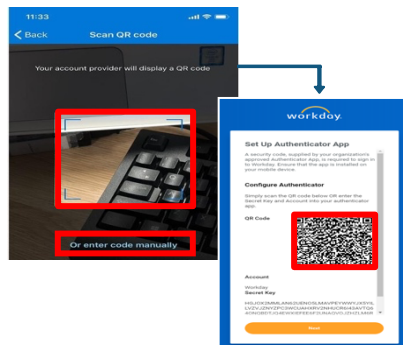 11:33
Back
Scan QR code
Your account provider will display a QR code
Or enter code manually
workday.
Set Up Authenticator App
A security code, supplied by your organization's
approved Authenticator App, is required to sign in
to Workday. Ensure that the app is installed on
your mobile device.
Configure Authenticator
Simply scan the QR code below OR enter the
Secret Key and Account into your authenticator
app.
QR Code
Account
Workday
Secret Key
Next